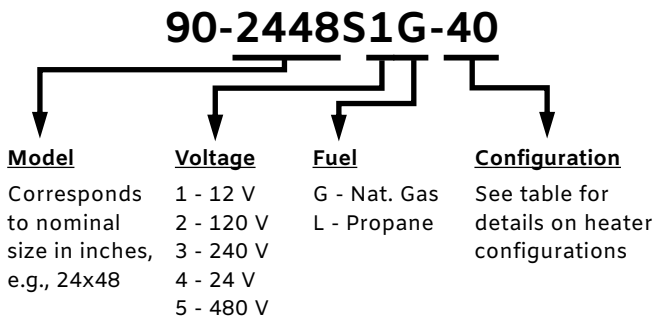 90-2448S1G-40
Model
Corresponds
to nominal
size in inches,
e.g., 24x48
Voltage
1 - 12 V
2 - 120 V
3 - 240 V
4 - 24 V
5 - 480 V
Fuel
G - Nat. Gas
L - Propane
Configuration
See table for
details on heater
configurations